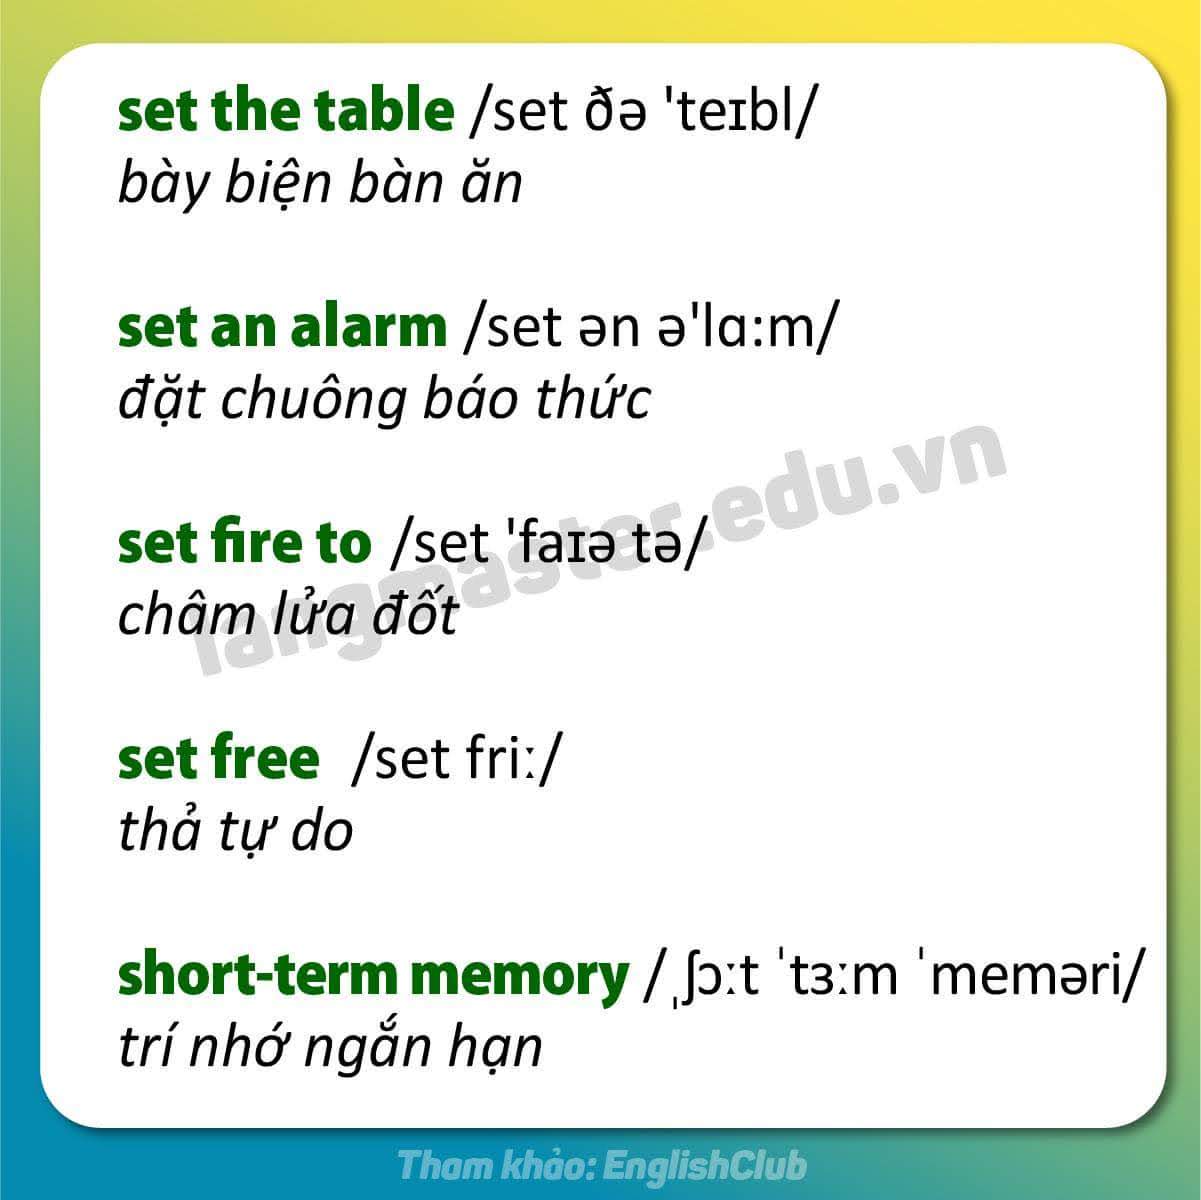 set the table /set ðə 'teɪbl/
bày biện bàn ăn
set an alarm /set ən ə'lɑ:m/
đặt chuông báo thức
set fire to /set 'faɪə tə/
châm lửa đốt
set free /set friː/
thả tự do
short-term memory /ˌʃɔːt ˈtɜːm ˈmeməri/
trí nhớ ngắn hạn
langmaster.edu.vn
Tham khảo: EnglishClub